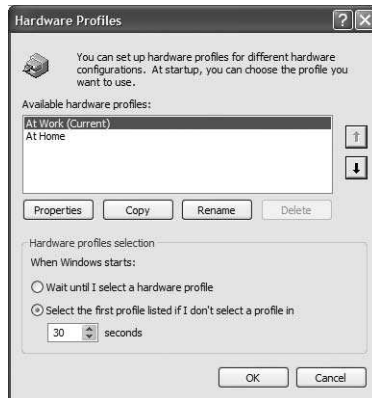 Hardware Profiles
You can set up hardware profiles for different hardware
configurations. At startup, you can choose the profile you
want to use.
Available hardware profiles:
At Work (Current)
At Home
Properties Copy Rename Delete
Hardware profiles selection
When Windows starts:
Wait until I select a hardware profile
Select the first profile listed if I don't select a profile in
30 seconds
OK Cancel